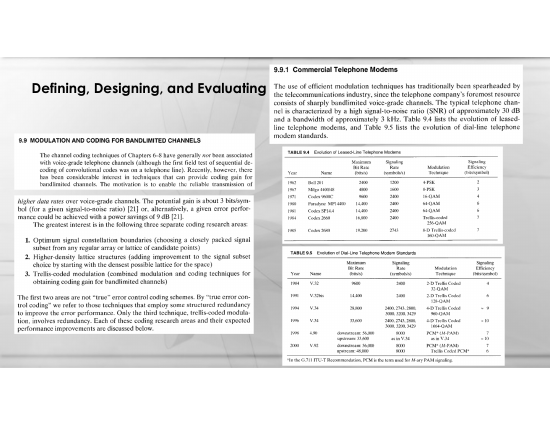 Defining, Designing, and Evaluating
9.9 MODULATION AND CODING FOR BANDLIMITED CHANNELS
The channel coding techniques of Chapters 6-8 have generally not been associated
with voice-grade telephone channels (although the first field test of sequential de-
coding of convolutional codes was on a telephone line). Recently, however, there
has been considerable interest in techniques that can provide coding gain for
bandlimited channels. The motivation is to enable the reliable transmission of
higher data rates over voice-grade channels. The potential gain is about 3 bits/sym-
bol (for a given signal-to-noise ratio) [21] or, alternatively, a given error perfor-
mance could be achieved with a power savings of 9 dB [21].
The greatest interest is in the following three separate coding research areas:
1. Optimum signal constellation boundaries (choosing a closely packed signal
subset from any regular array or lattice of candidate points)
2. Higher-density lattice structures (adding improvement to the signal subset
choice by starting with the densest possible lattice for the space)
3. Trellis-coded modulation (combined modulation and coding techniques for
obtaining coding gain for bandlimited channels)
The first two areas are not "true" error control coding schemes. By "true error con-
trol coding" we refer to those techniques that employ some structured redundancy
to improve the error performance. Only the third technique, trellis-coded modula-
tion, involves redundancy. Each of these coding research areas and their expected
performance improvements are discussed below.
9.9.1 Commercial Telephone Modems
The use of efficient modulation techniques has traditionally been spearheaded by
the telecommunications industry, since the telephone company's foremost resource
consists of sharply bandlimited voice-grade channels. The typical telephone chan-
nel is characterized by a high signal-to-noise ratio (SNR) of approximately 30 dB
and a bandwidth of approximately 3 kHz. Table 9.4 lists the evolution of leased-
line telephone modems, and Table 9.5 lists the evolution of dial-line telephone
modem standards.
TABLE 9.4 Evolution of Leased-Line Telephone Modems
Year Name Maximum Bit Rate (bits/s) Signaling Rate (symbols/s) Modulation Technique Signaling Efficiency (bits/symbol)
1962 Bell 201 2400 1200 4-PSK 2
1967 Milgo 4400/48 4800 1600 8-PSK 3
1971 Codex 9600C 9600 2400 16-QAM 4
1980 Paradyne MP14400 14,400 2400 64-QAM 6
1981 Codex SP14.4 14,400 2400 64-QAM 6
1984 Codex 2660 16,800 2400 Trellis-coded 256-QAM 7
1985 Codex 2680 19,200 2743 8-D Trellis-coded 160-QAM 7
TABLE 9.5 Evolution of Dial-Line Telephone Modem Standards
Year Name Maximum Bit Rate (bits/s) Signaling Rate (symbols/s) Modulation Technique Signaling Efficiency (bits/symbol)
1984 V.32 9600 2400 2-D Trellis Coded 32-QAM 4
1991 V.32bis 14,400 2400 2-D Trellis Coded 128-QAM 6
1994 V.34 28,800 2400, 2743, 2800, 3000, 3200, 3429 4-D Trellis Coded 960-QAM ~ 9
1996 V.34 33,600 2400, 2743, 2800, 3000, 3200, 3429 4-D Trellis Coded 1664-QAM ~ 10
1998 V.90 downstream: 56,000 8000 PCM* (M-PAM) 7
upstream: 33,600 as in V.34 as in V.34 ~ 10
2000 V.92 downstream: 56,000 8000 PCM* (M-PAM) 7
upstream: 48,000 8000 Trellis Coded PCM* 6
*In the G.711 ITU-T Recommendation, PCM is the term used for M-ary PAM signaling.